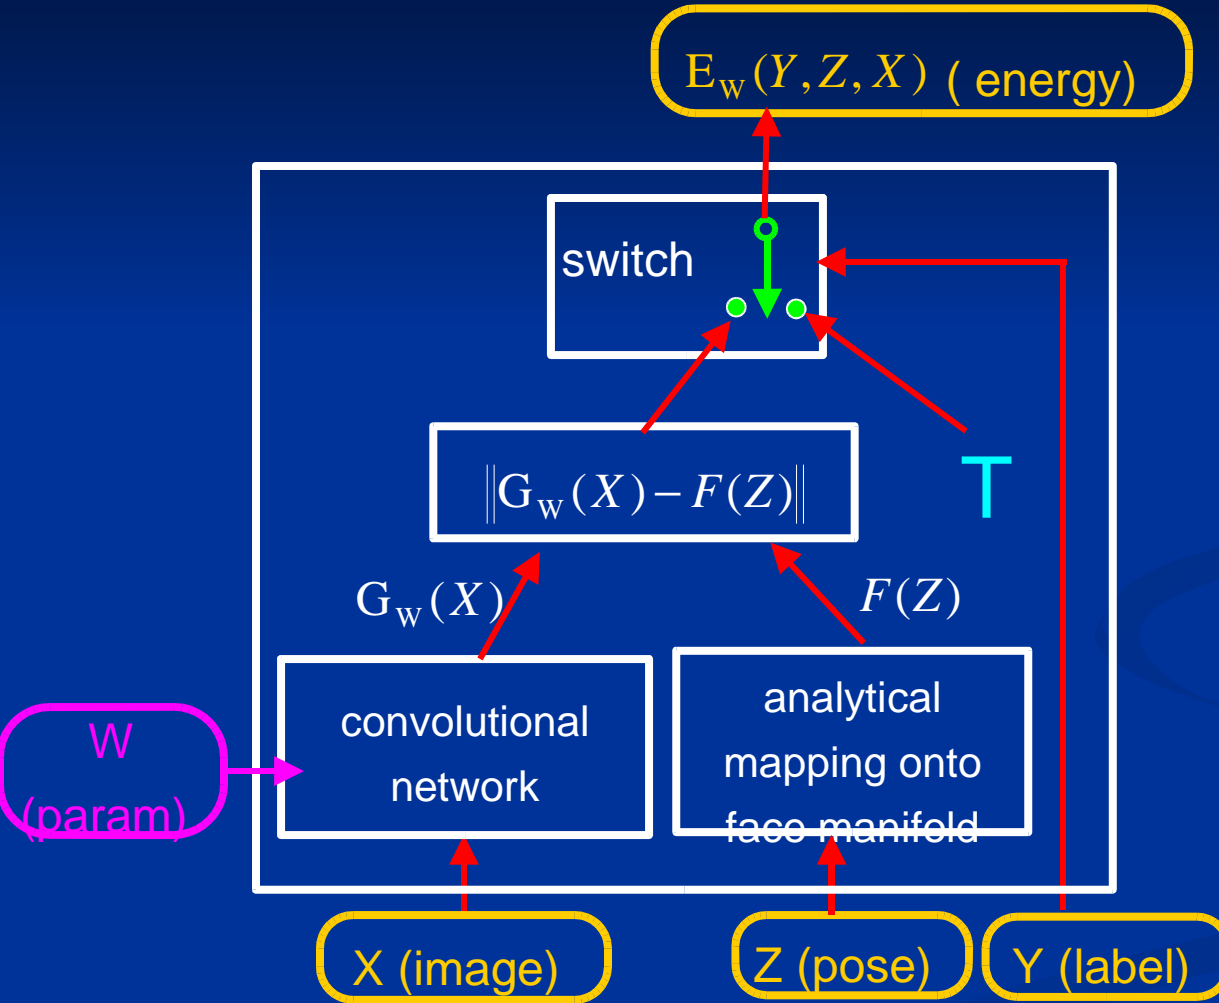 E_W(Y, Z, X) ( energy)
switch
‖G_W(X) − F(Z)‖
T
G_W(X)
F(Z)
convolutional
network
analytical
mapping onto
face manifold
W
(param)
X (image)
Z (pose)
Y (label)